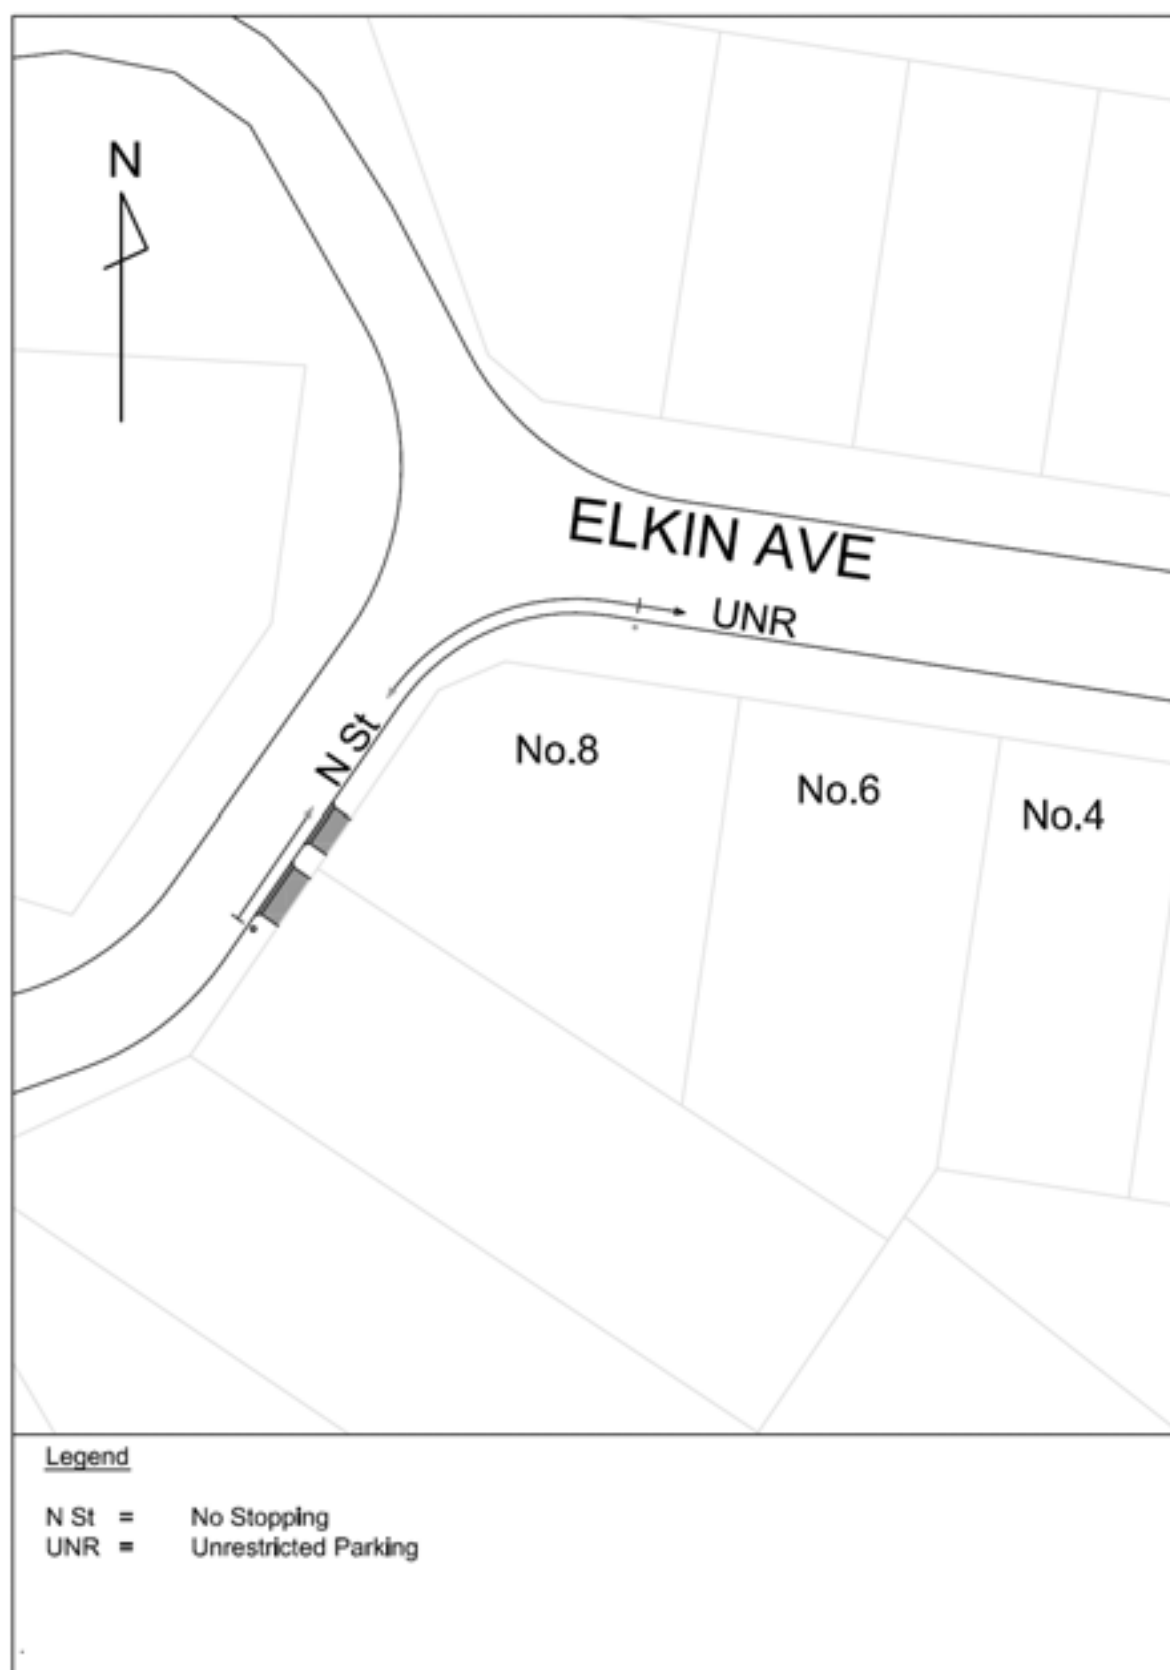 N
ELKIN AVE
UNR
N St
No.8
No.6
No.4
Legend
N St = No Stopping
UNR = Unrestricted Parking